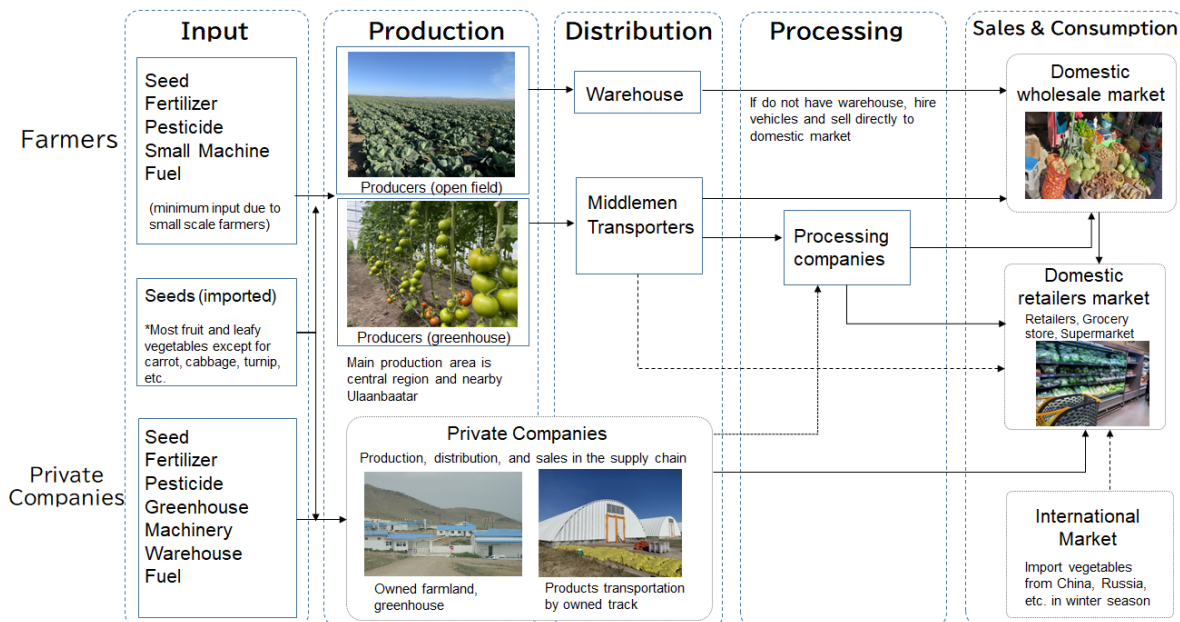 Input
Production
Distribution
Processing
Sales & Consumption
Farmers
Seed
Fertilizer
Pesticide
Small Machine
Fuel
(minimum input due to
small scale farmers)
Seeds (imported)
*Most fruit and leafy
vegetables except for
carrot, cabbage, turnip,
etc.
Private
Companies
Seed
Fertilizer
Pesticide
Greenhouse
Machinery
Warehouse
Fuel
Producers (open field)
Producers (greenhouse)
Main production area is
central region and nearby
Ulaanbaatar
Private Companies
Production, distribution, and sales in the supply chain
Owned farmland,
greenhouse
Products transportation
by owned track
Warehouse
Middlemen
Transporters
If do not have warehouse, hire
vehicles and sell directly to
domestic market
Processing
companies
Domestic
wholesale market
Domestic
retailers market
Retailers, Grocery
store, Supermarket
International
Market
Import vegetables
from China, Russia,
etc. in winter season